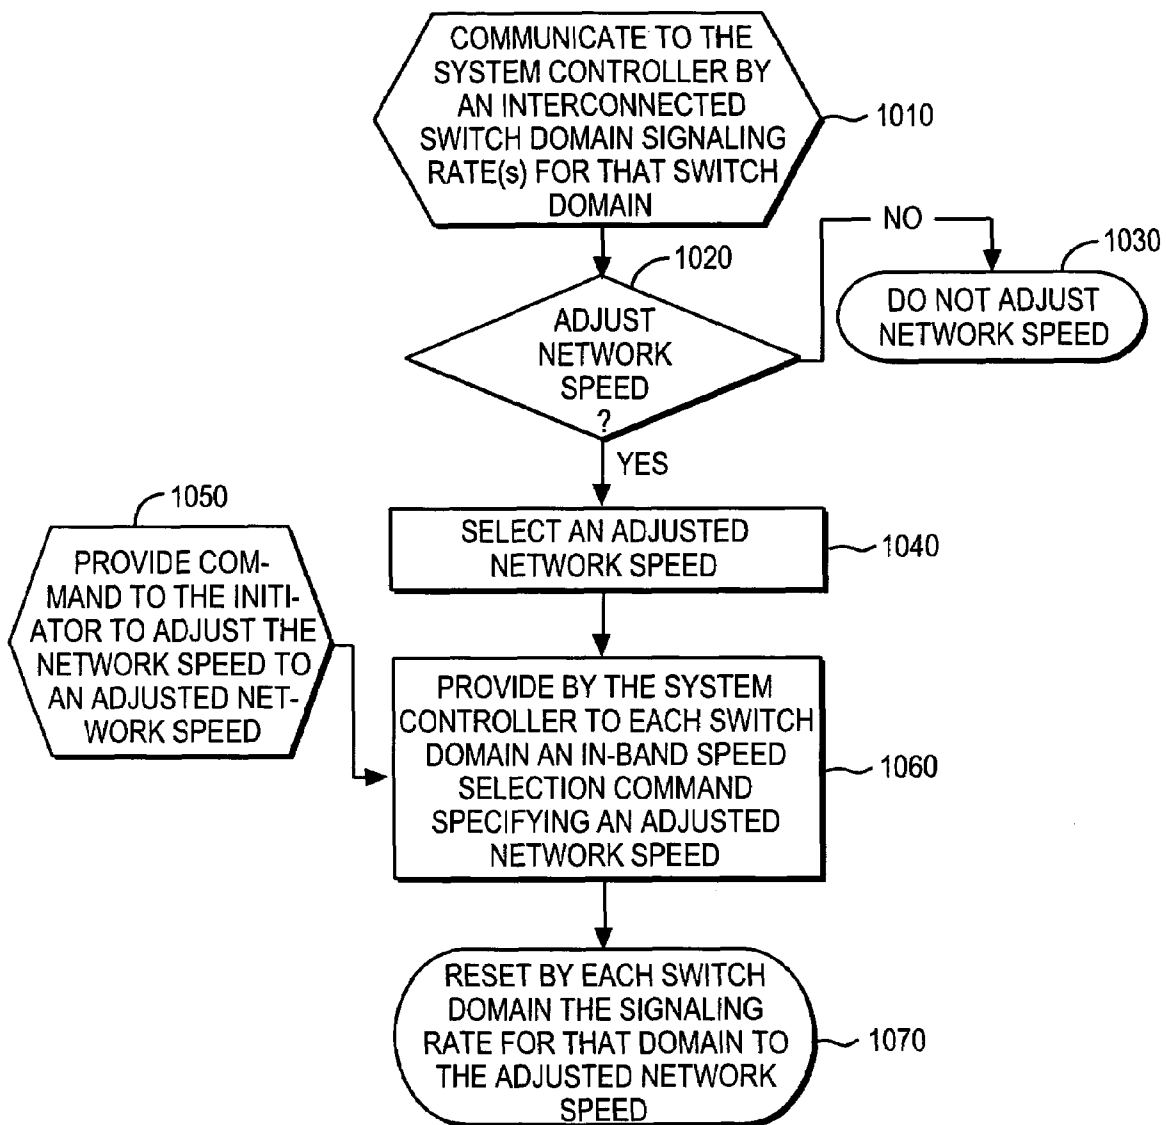 COMMUNICATE TO THE
SYSTEM CONTROLLER BY
AN INTERCONNECTED
SWITCH DOMAIN SIGNALING
RATE(s) FOR THAT SWITCH
DOMAIN
1010
1020
ADJUST
NETWORK
SPEED
?
NO
1030
DO NOT ADJUST
NETWORK SPEED
YES
SELECT AN ADJUSTED
NETWORK SPEED
1040
1050
PROVIDE COM-
MAND TO THE INITI-
ATOR TO ADJUST THE
NETWORK SPEED TO
AN ADJUSTED NET-
WORK SPEED
PROVIDE BY THE SYSTEM
CONTROLLER TO EACH SWITCH
DOMAIN AN IN-BAND SPEED
SELECTION COMMAND
SPECIFYING AN ADJUSTED
NETWORK SPEED
1060
RESET BY EACH SWITCH
DOMAIN THE SIGNALING
RATE FOR THAT DOMAIN TO
THE ADJUSTED NETWORK
SPEED
1070